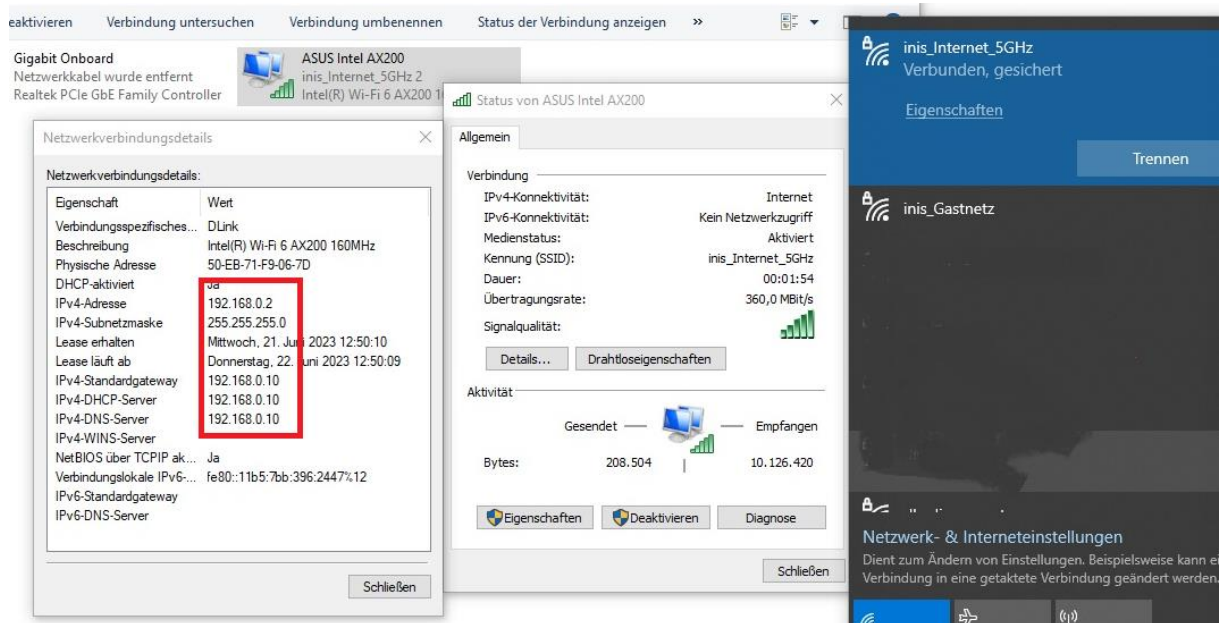 eaktivieren Verbindung untersuchen Verbindung umbenennen Status der Verbindung anzeigen »
Gigabit Onboard
Netzwerkkabel wurde entfernt
Realtek PCIe GbE Family Controller
ASUS Intel AX200
inis_Internet_5GHz 2
Intel(R) Wi-Fi 6 AX200 1
Netzwerkverbindungsdetails
Netzwerkverbindungsdetails:
Eigenschaft Wert
Verbindungsspezifisches... DLink
Beschreibung Intel(R) Wi-Fi 6 AX200 160MHz
Physische Adresse 50-EB-71-F9-06-7D
DHCP-aktiviert Ja
IPv4-Adresse 192.168.0.2
IPv4-Subnetzmaske 255.255.255.0
Lease erhalten Mittwoch, 21. Juni 2023 12:50:10
Lease läuft ab Donnerstag, 22. Juni 2023 12:50:09
IPv4-Standardgateway 192.168.0.10
IPv4-DHCP-Server 192.168.0.10
IPv4-DNS-Server 192.168.0.10
IPv4-WINS-Server
NetBIOS über TCPIP ak... Ja
Verbindungslokale IPv6-... fe80::11b5:7bb:396:2447%12
IPv6-Standardgateway
IPv6-DNS-Server
Schließen
Status von ASUS Intel AX200
Allgemein
Verbindung
IPv4-Konnektivität: Internet
IPv6-Konnektivität: Kein Netzwerkzugriff
Medienstatus: Aktiviert
Kennung (SSID): inis_Internet_5GHz
Dauer: 00:01:54
Übertragungsrate: 360,0 MBit/s
Signalqualität:
Details... Drahtloseigenschaften
Aktivität
Gesendet Empfangen
Bytes: 208.504 10.126.420
Eigenschaften Deaktivieren Diagnose
Schließen
inis_Internet_5GHz
Verbunden, gesichert
Eigenschaften
Trennen
inis_Gastnetz
Netzwerk- & Interneteinstellungen
Dient zum Ändern von Einstellungen. Beispielsweise kann ei
Verbindung in eine getaktete Verbindung geändert werden.